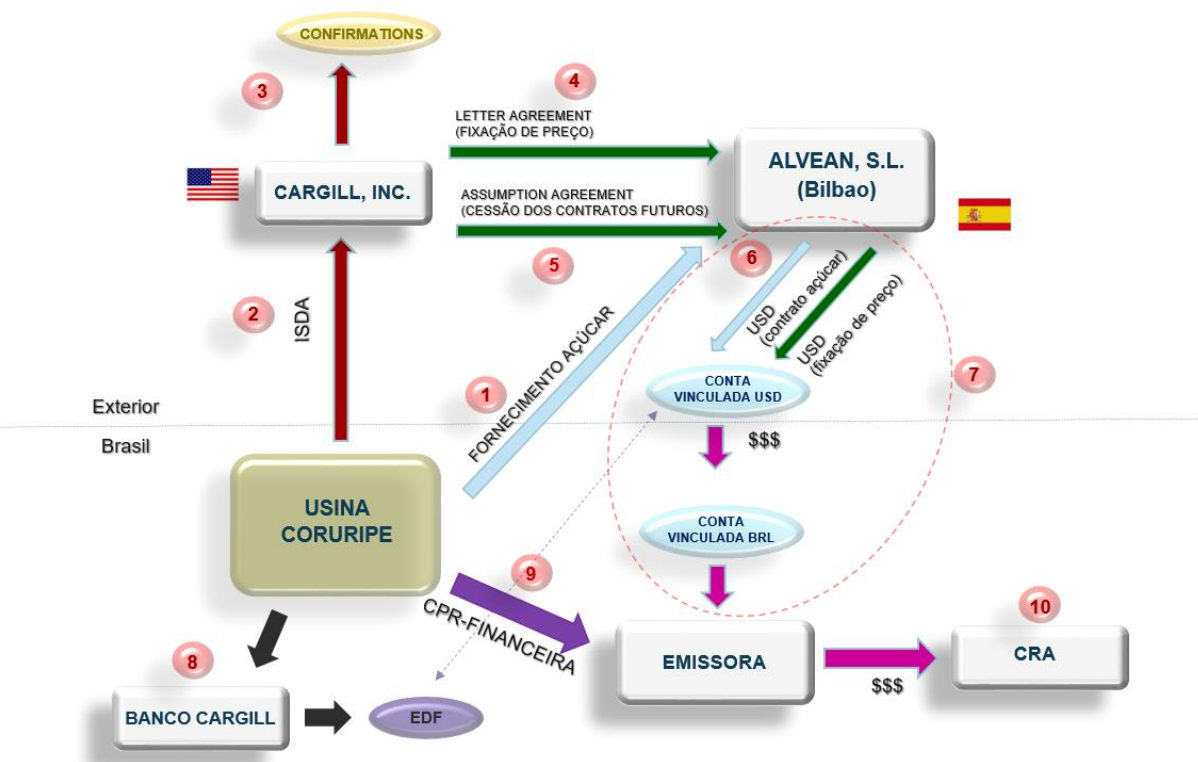 CONFIRMATIONS
3
4
LETTER AGREEMENT
(FIXAÇÃO DE PREÇO)
ALVEAN, S.L.
(Bilbao)
CARGILL, INC.
ASSUMPTION AGREEMENT
(CESSÃO DOS CONTRATOS FUTUROS)
5
6
2
ISDA
USD
(contrato açúcar)
USD
(fixação de preço)
1
FORNECIMENTO AÇÚCAR
CONTA
VINCULADA USD
7
Exterior
Brasil
$$$
USINA
CORURIPE
CONTA
VINCULADA BRL
9
CPR-FINANCEIRA
10
8
EMISSORA
CRA
$$$
BANCO CARGILL
EDF